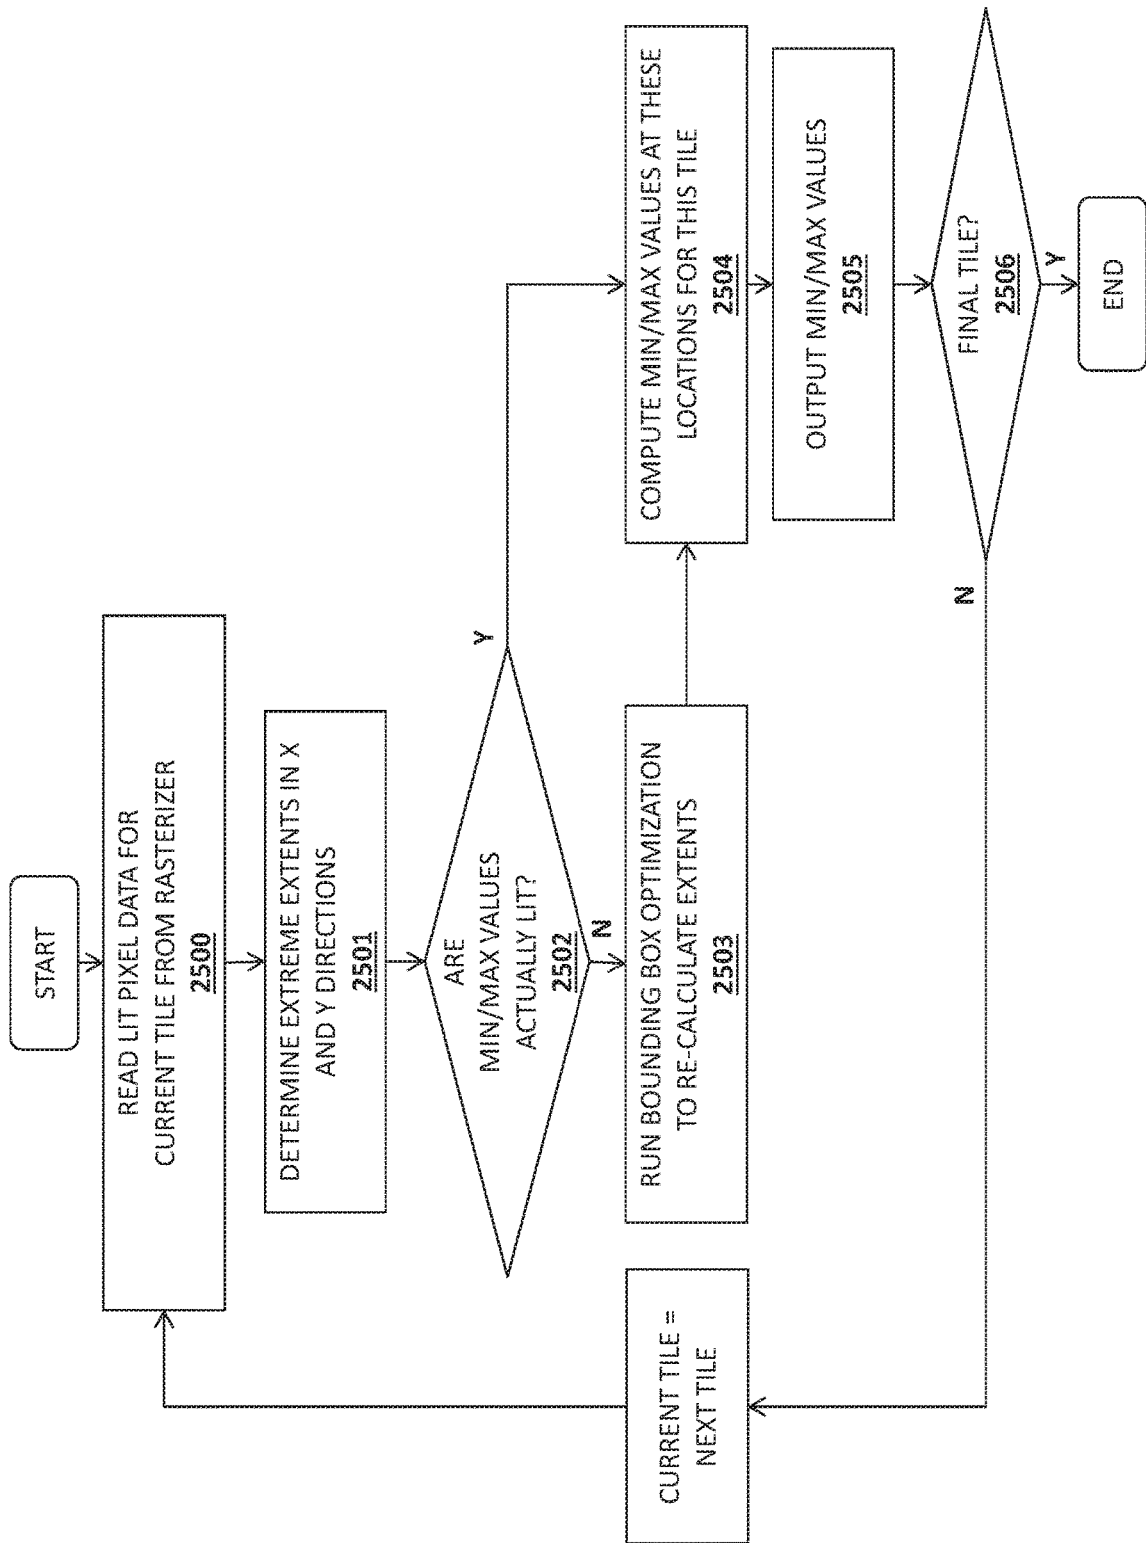 START
READ LIT PIXEL DATA FOR
CURRENT TILE FROM RASTERIZER
2500
DETERMINE EXTREME EXTENTS IN X
AND Y DIRECTIONS
2501
ARE
MIN/MAX VALUES
ACTUALLY LIT?
2502
Y
N
RUN BOUNDING BOX OPTIMIZATION
TO RE-CALCULATE EXTENTS
2503
COMPUTE MIN/MAX VALUES AT THESE
LOCATIONS FOR THIS TILE
2504
OUTPUT MIN/MAX VALUES
2505
FINAL TILE?
2506
N
Y
CURRENT TILE =
NEXT TILE
END